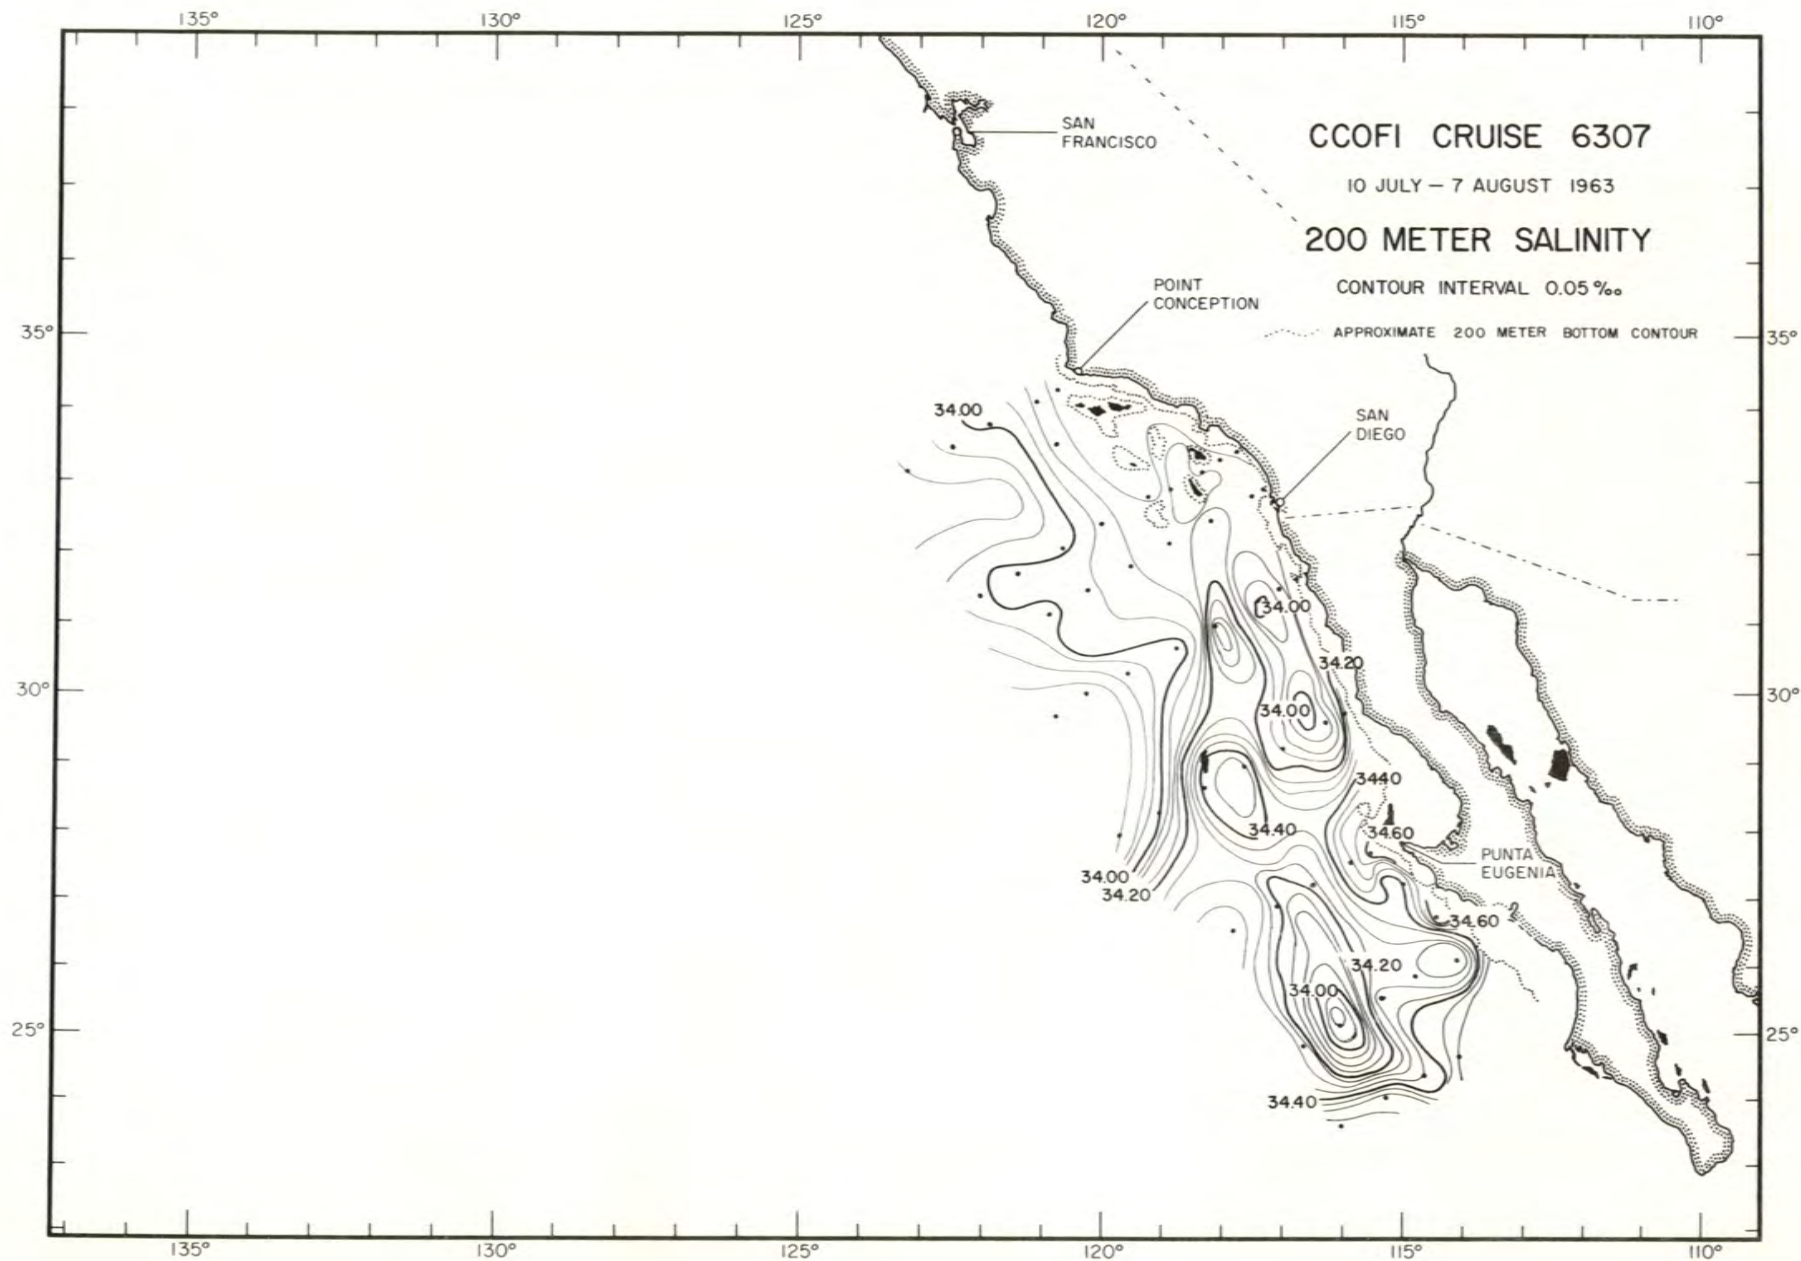 135° 130° 125° 120° 115° 110°
SAN
FRANCISCO
CCOFI CRUISE 6307
10 JULY – 7 AUGUST 1963
200 METER SALINITY
CONTOUR INTERVAL 0.05 ‰
APPROXIMATE 200 METER BOTTOM CONTOUR
POINT
CONCEPTION
35° 35°
SAN
DIEGO
34.00
34.00
34.20
30° 30°
34.00
34.40
34.40
34.60
PUNTA
EUGENIA
34.00
34.20
34.60
34.20
34.00
25° 25°
34.40
135° 130° 125° 120° 115° 110°